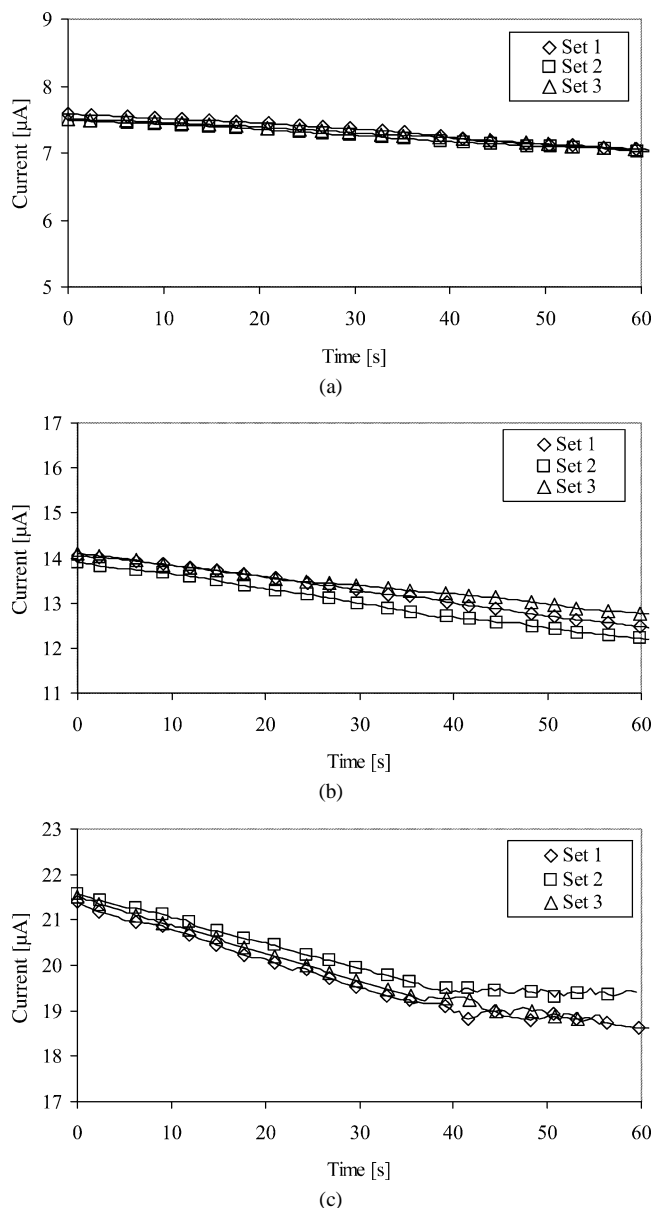 9
8
7
6
5
Current [µA]
Set 1
Set 2
Set 3
0 10 20 30 40 50 60
Time [s]
(a)
17
16
15
14
13
12
11
Current [µA]
Set 1
Set 2
Set 3
0 10 20 30 40 50 60
Time [s]
(b)
23
22
21
20
19
18
17
Current [µA]
Set 1
Set 2
Set 3
0 10 20 30 40 50 60
Time [s]
(c)